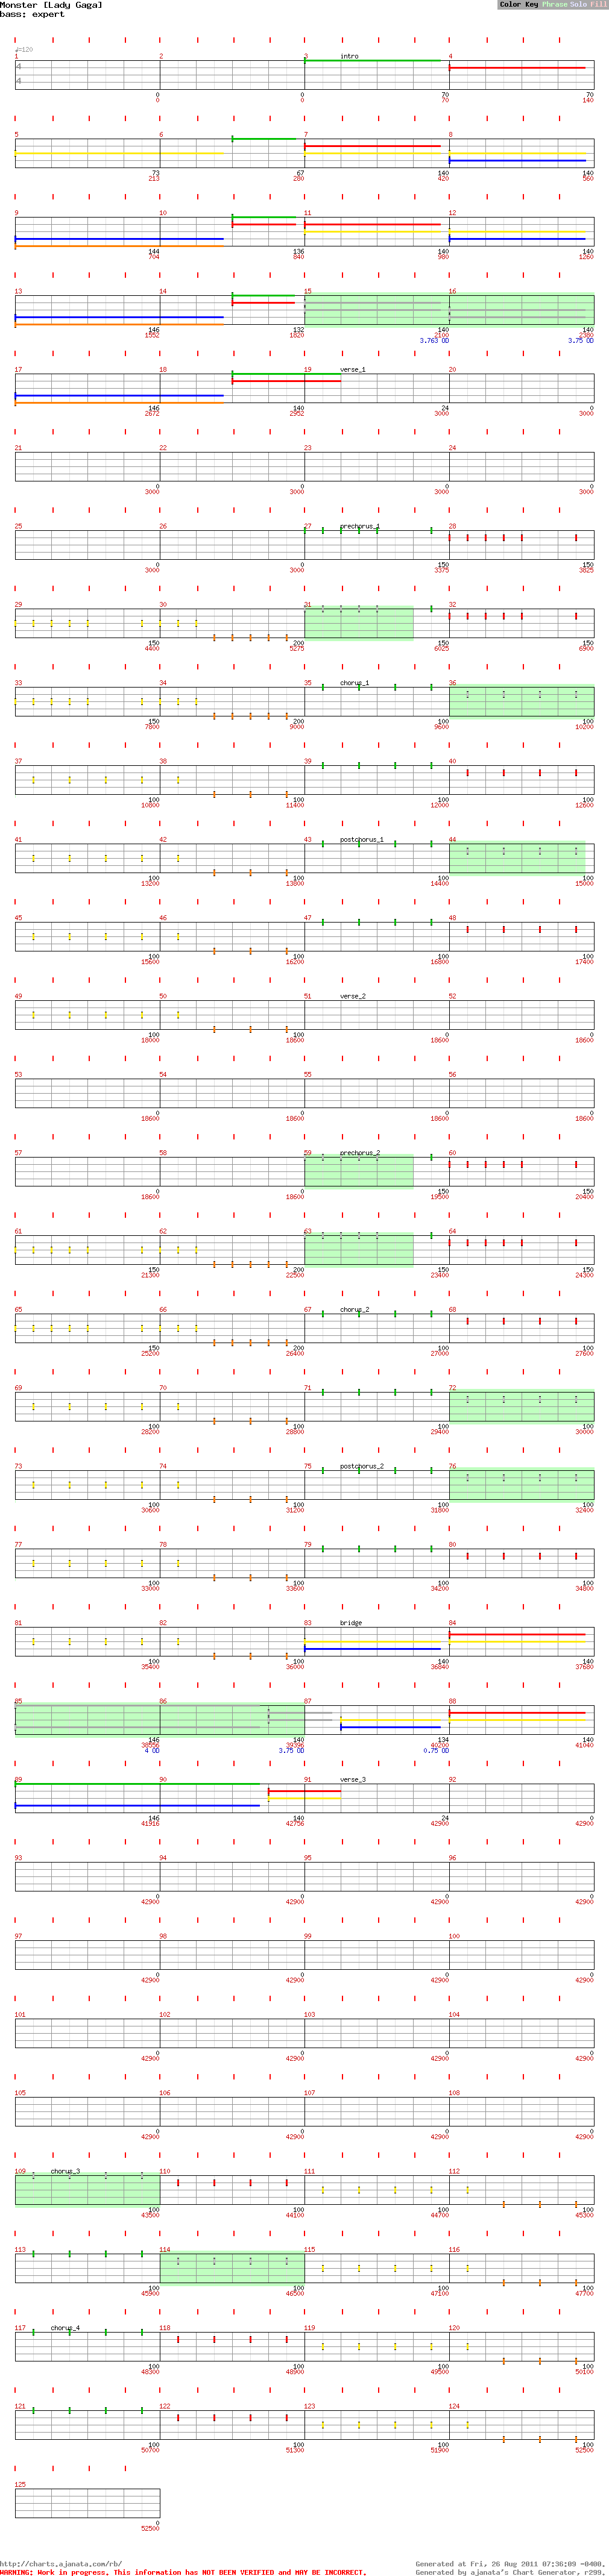 Monster [Lady Gaga]
Color Key Phrase Solo Fill
bass: expert
♩=120
1 2 3 intro 4
4
4
0 0 70 70
0 0 70 140
5 6 7 8
73 67 140 140
213 280 420 560
9 10 11 12
144 136 140 140
704 840 980 1260
13 14 15 16
146 132 140 140
1552 1820 2100 2380
3.763 OD 3.75 OD
17 18 19 verse_1 20
146 140 24 0
2672 2952 3000 3000
21 22 23 24
0 0 0 0
3000 3000 3000 3000
25 26 27 prechorus_1 28
0 0 150 150
3000 3000 3375 3825
29 30 31 32
150 200 150 150
4400 5275 6025 6900
33 34 35 chorus_1 36
150 200 100 100
7800 9000 9600 10200
37 38 39 40
100 100 100 100
10800 11400 12000 12600
41 42 43 postchorus_1 44
100 100 100 100
13200 13800 14400 15000
45 46 47 48
100 100 100 100
15600 16200 16800 17400
49 50 51 verse_2 52
100 100 0 0
18000 18600 18600 18600
53 54 55 56
0 0 0 0
18600 18600 18600 18600
57 58 59 prechorus_2 60
0 0 150 150
18600 18600 19500 20400
61 62 63 64
150 200 150 150
21300 22500 23400 24300
65 66 67 chorus_2 68
150 200 100 100
25200 26400 27000 27600
69 70 71 72
100 100 100 100
28200 28800 29400 30000
73 74 75 postchorus_2 76
100 100 100 100
30600 31200 31800 32400
77 78 79 80
100 100 100 100
33000 33600 34200 34800
81 82 83 bridge 84
100 100 140 140
35400 36000 36840 37680
85 86 87 88
146 140 134 140
38556 39396 40200 41040
4 OD 3.75 OD 0.75 OD
89 90 91 verse_3 92
146 140 24 0
41916 42756 42900 42900
93 94 95 96
0 0 0 0
42900 42900 42900 42900
97 98 99 100
0 0 0 0
42900 42900 42900 42900
101 102 103 104
0 0 0 0
42900 42900 42900 42900
105 106 107 108
0 0 0 0
42900 42900 42900 42900
109 chorus_3 110 111 112
100 100 100 100
43500 44100 44700 45300
113 114 115 116
100 100 100 100
45900 46500 47100 47700
117 chorus_4 118 119 120
100 100 100 100
48300 48900 49500 50100
121 122 123 124
100 100 100 100
50700 51300 51900 52500
125
0
52500
http://charts.ajanata.com/rb/ Generated at Fri, 26 Aug 2011 07:36:09 -0400.
WARNING: Work in progress. This information has NOT BEEN VERIFIED and MAY BE INCORRECT. Generated by ajanata's Chart Generator, r299.